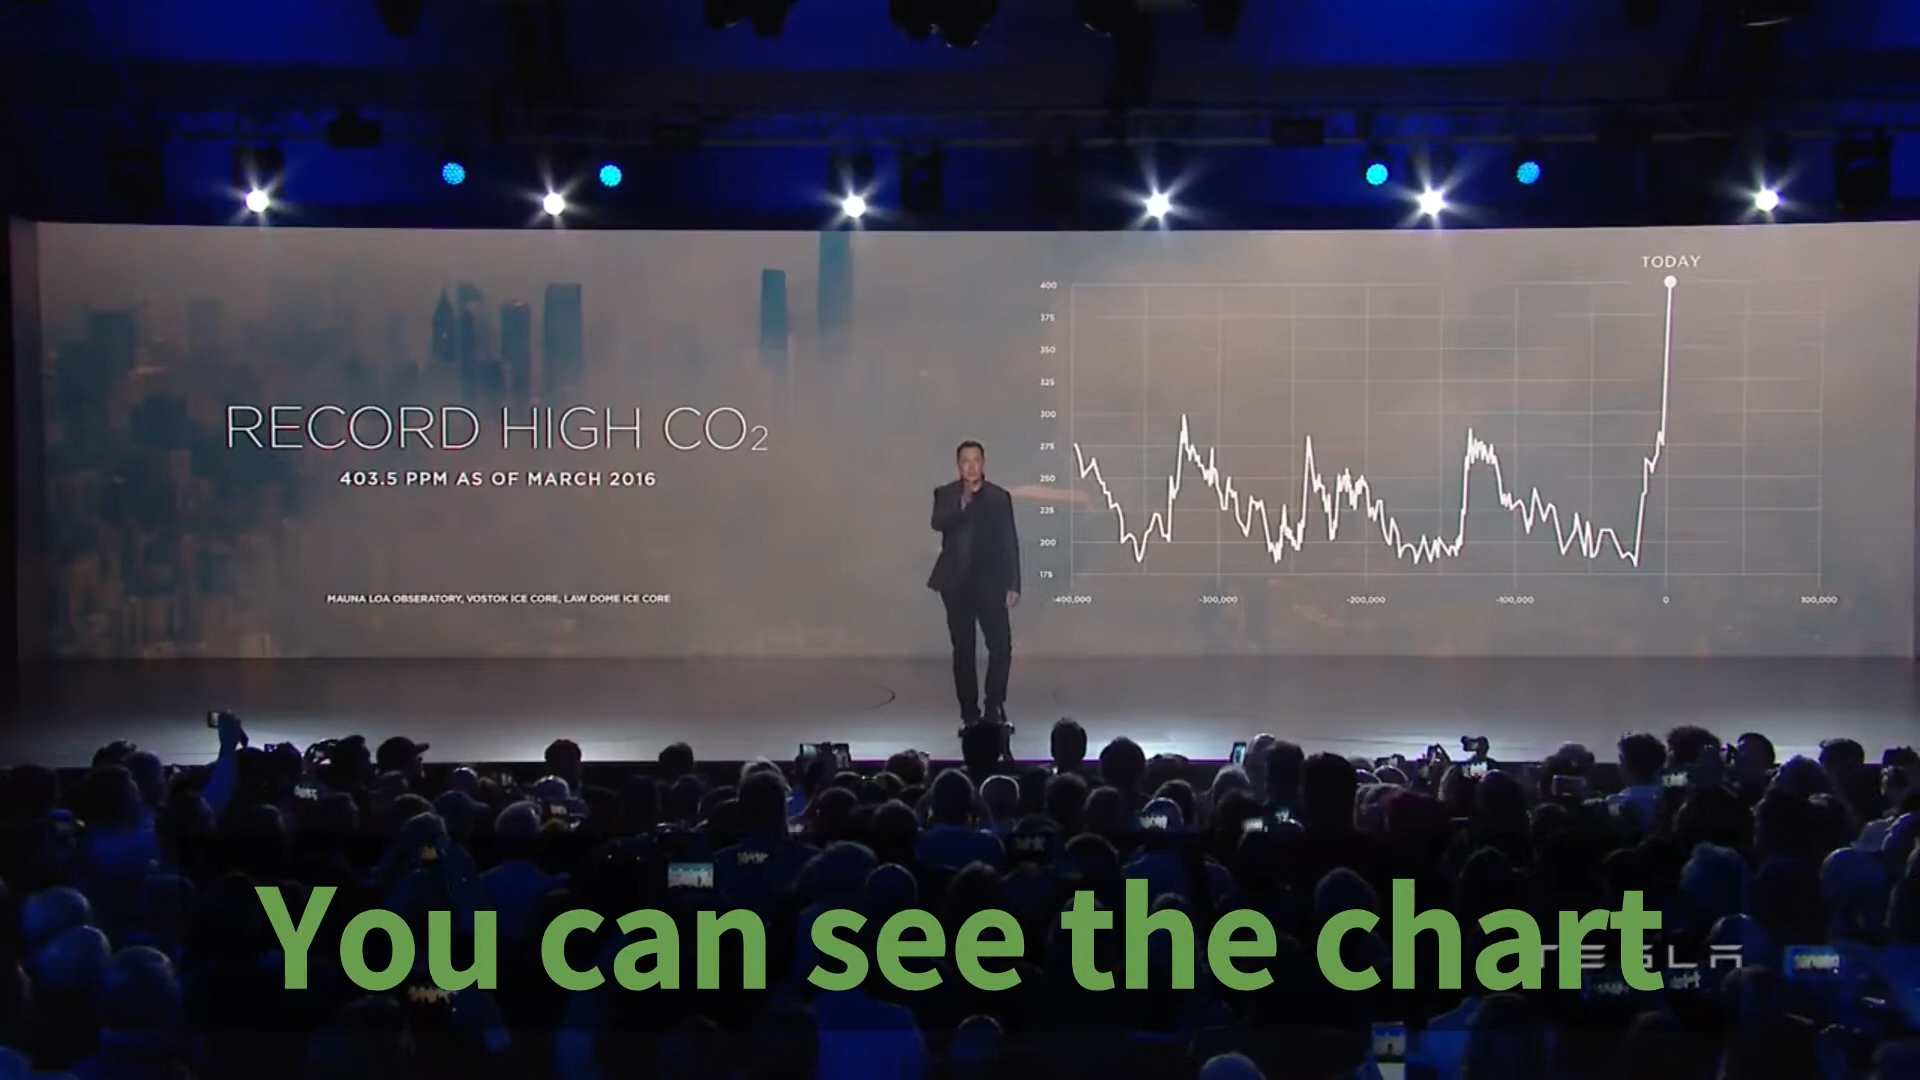 TODAY
400
375
350
325
300
275
250
225
200
175
-400,000
-300,000
-200,000
-100,000
0
100,000
RECORD HIGH CO₂
403.5 PPM AS OF MARCH 2016
MAUNA LOA OBSERATORY, VOSTOK ICE CORE, LAW DOME ICE CORE
You can see the chart
TESLA